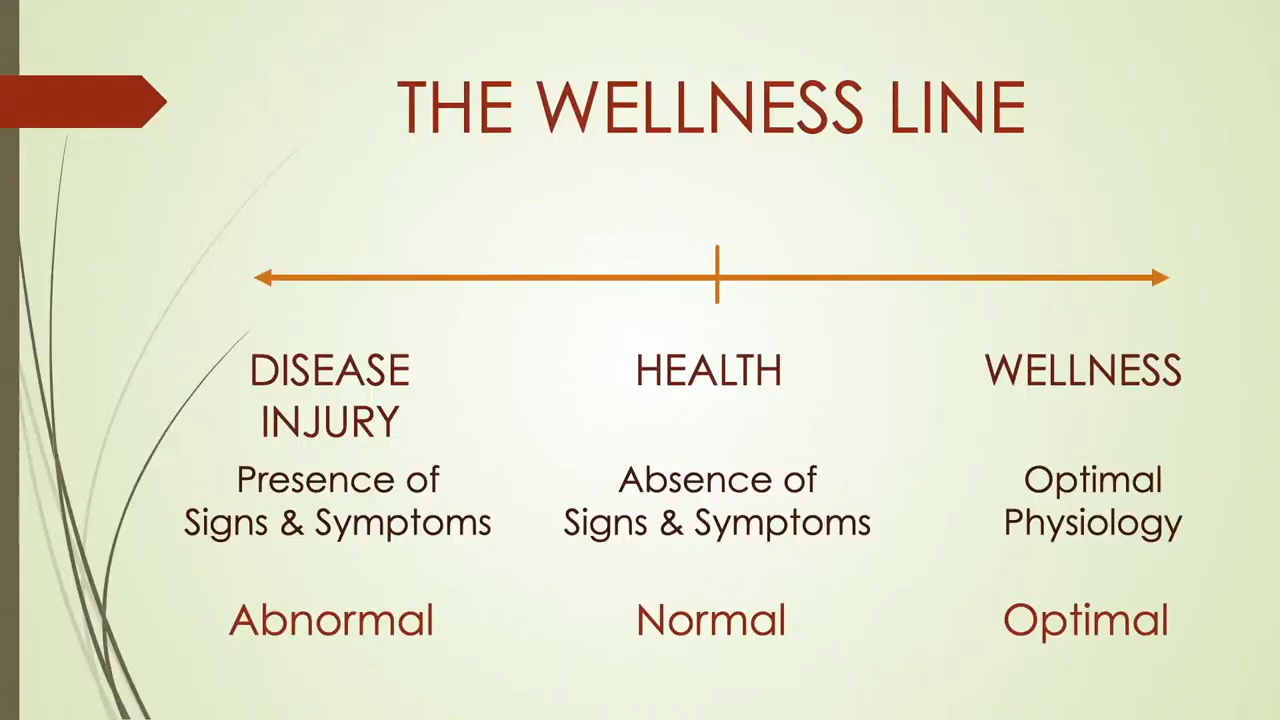 THE WELLNESS LINE
DISEASE
INJURY
Presence of
Signs & Symptoms
Abnormal
HEALTH
Absence of
Signs & Symptoms
Normal
WELLNESS
Optimal
Physiology
Optimal